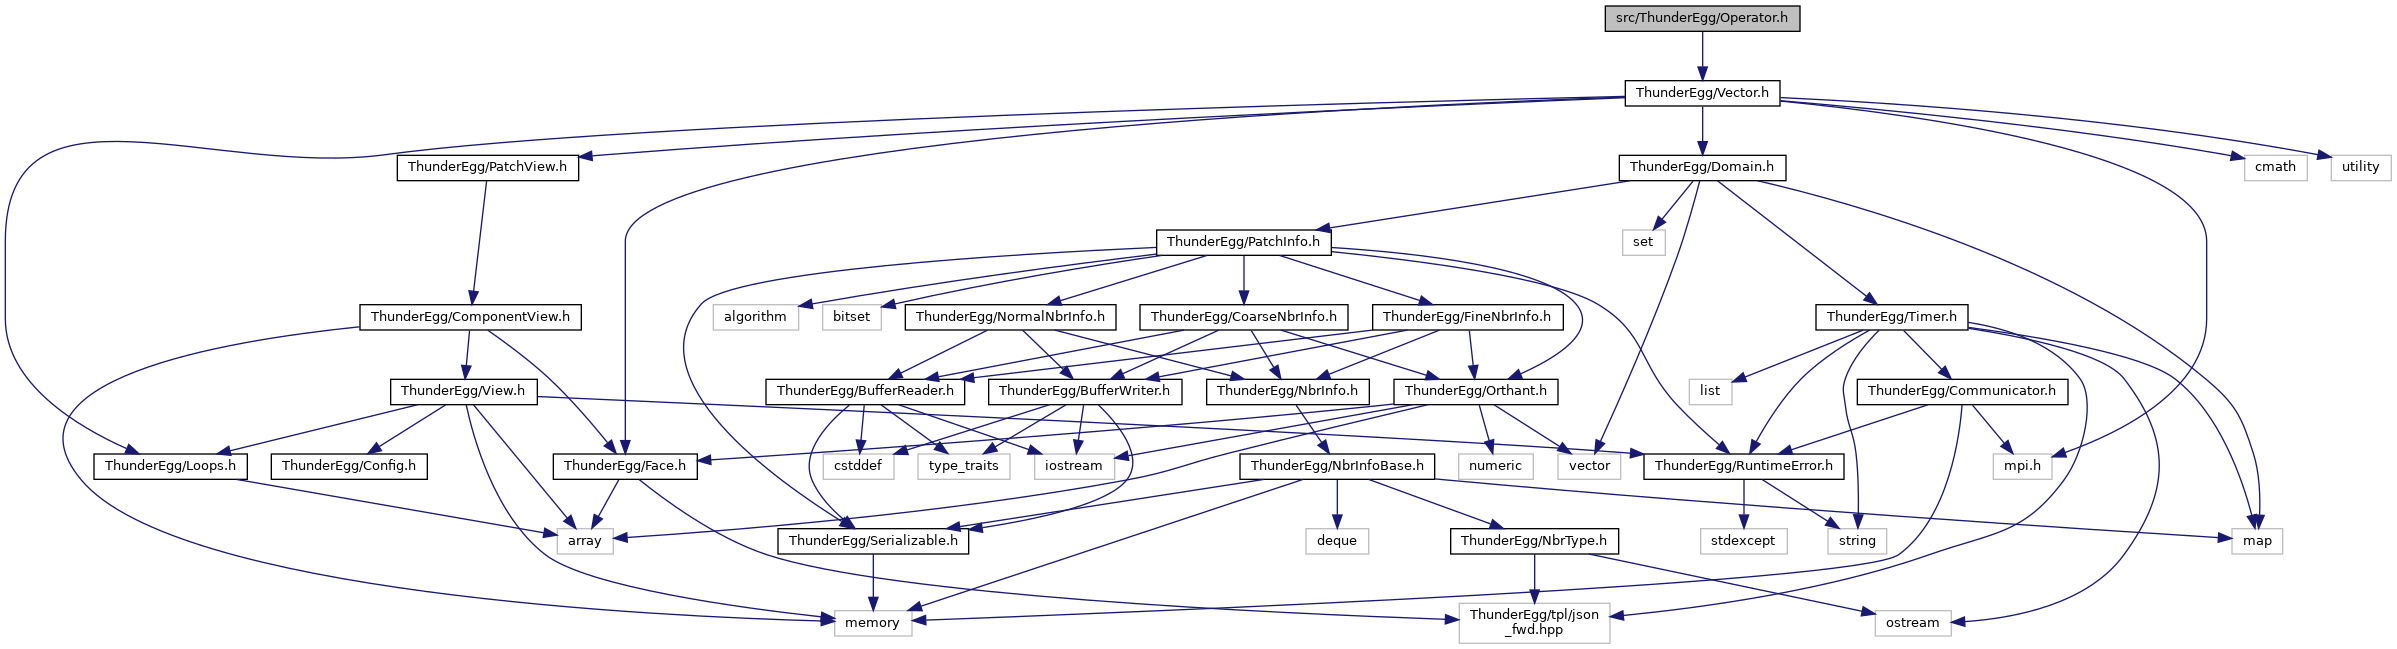 src/ThunderEgg/Operator.h
ThunderEgg/Vector.h
ThunderEgg/PatchView.h
ThunderEgg/Domain.h
cmath
utility
ThunderEgg/PatchInfo.h
set
ThunderEgg/ComponentView.h
algorithm
bitset
ThunderEgg/NormalNbrInfo.h
ThunderEgg/CoarseNbrInfo.h
ThunderEgg/FineNbrInfo.h
ThunderEgg/Timer.h
ThunderEgg/View.h
ThunderEgg/BufferReader.h
ThunderEgg/BufferWriter.h
ThunderEgg/NbrInfo.h
ThunderEgg/Orthant.h
list
ThunderEgg/Communicator.h
ThunderEgg/Loops.h
ThunderEgg/Config.h
ThunderEgg/Face.h
cstddef
type_traits
iostream
ThunderEgg/NbrInfoBase.h
numeric
vector
ThunderEgg/RuntimeError.h
mpi.h
array
ThunderEgg/Serializable.h
deque
ThunderEgg/NbrType.h
stdexcept
string
map
memory
ThunderEgg/tpl/json
_fwd.hpp
ostream